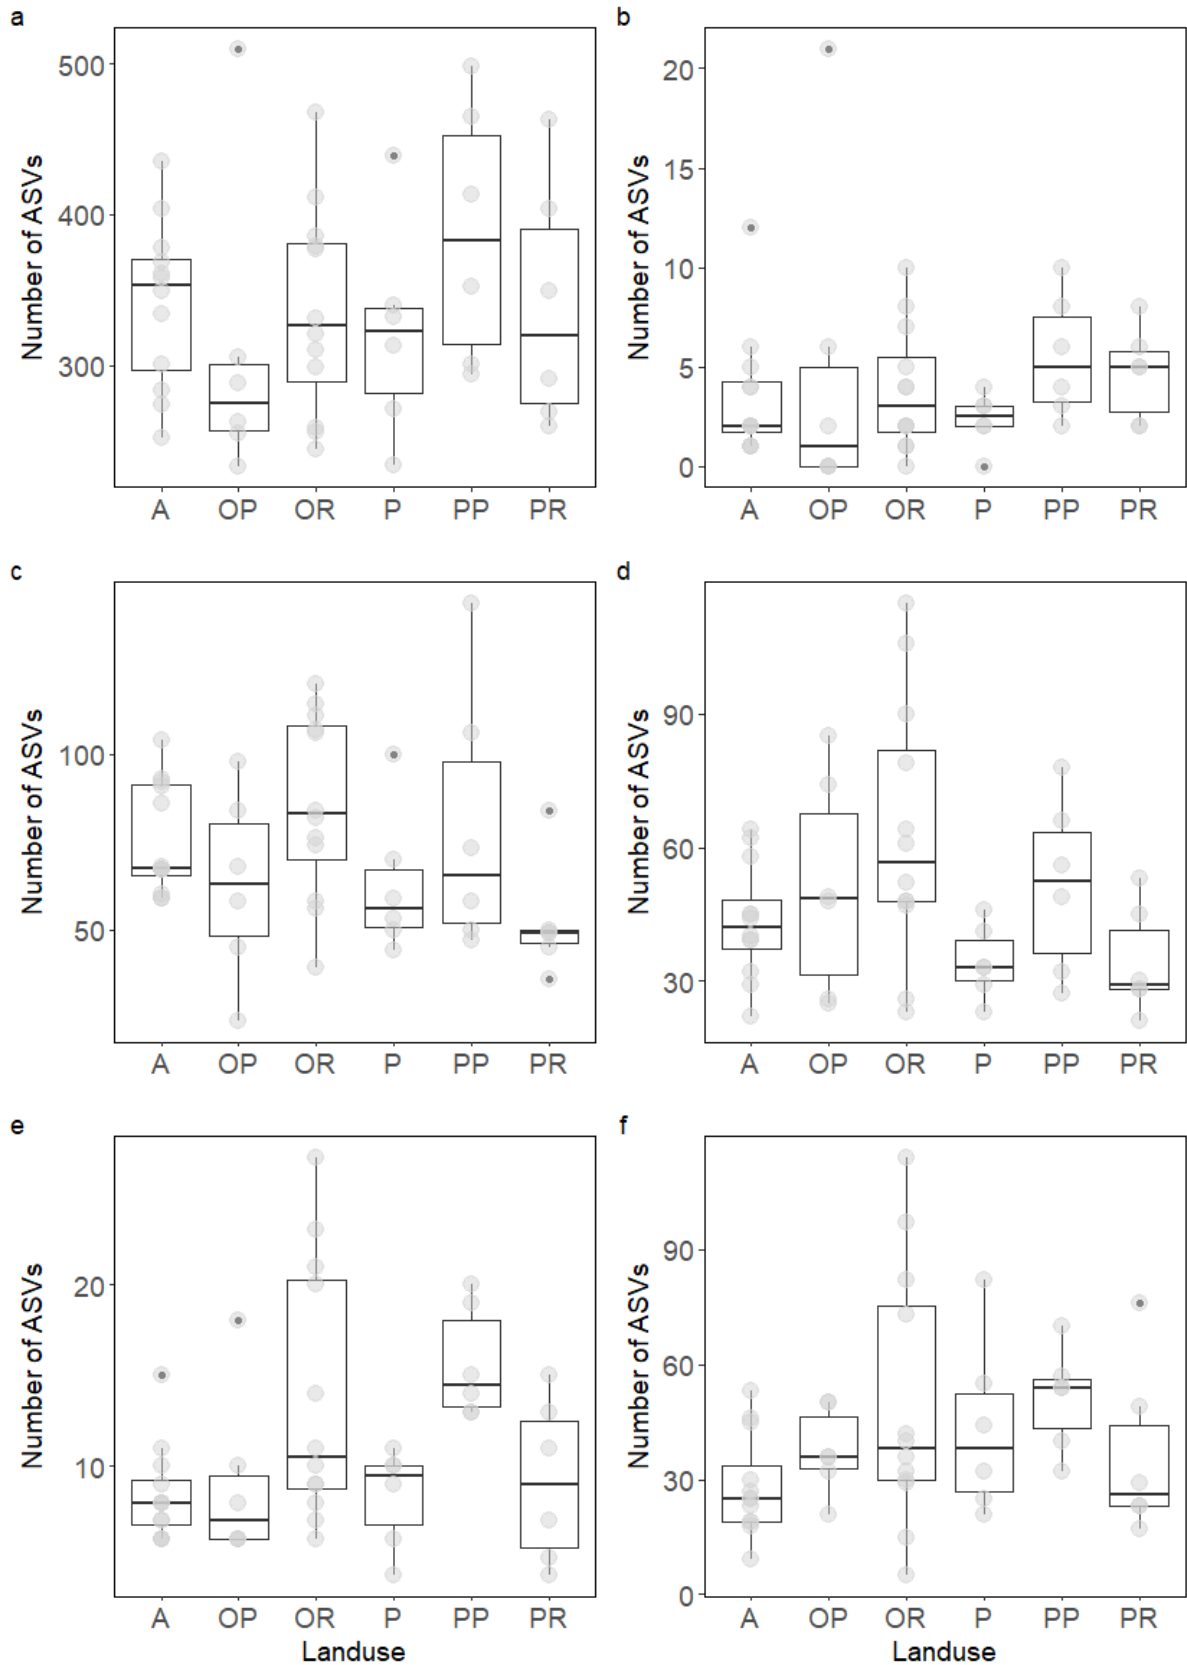 a
Number of ASVs
500
400
300
A OP OR P PP PR
b
Number of ASVs
20
15
10
5
0
A OP OR P PP PR
c
Number of ASVs
100
50
A OP OR P PP PR
d
Number of ASVs
90
60
30
A OP OR P PP PR
e
Number of ASVs
20
10
A OP OR P PP PR
Landuse
f
Number of ASVs
90
60
30
0
A OP OR P PP PR
Landuse